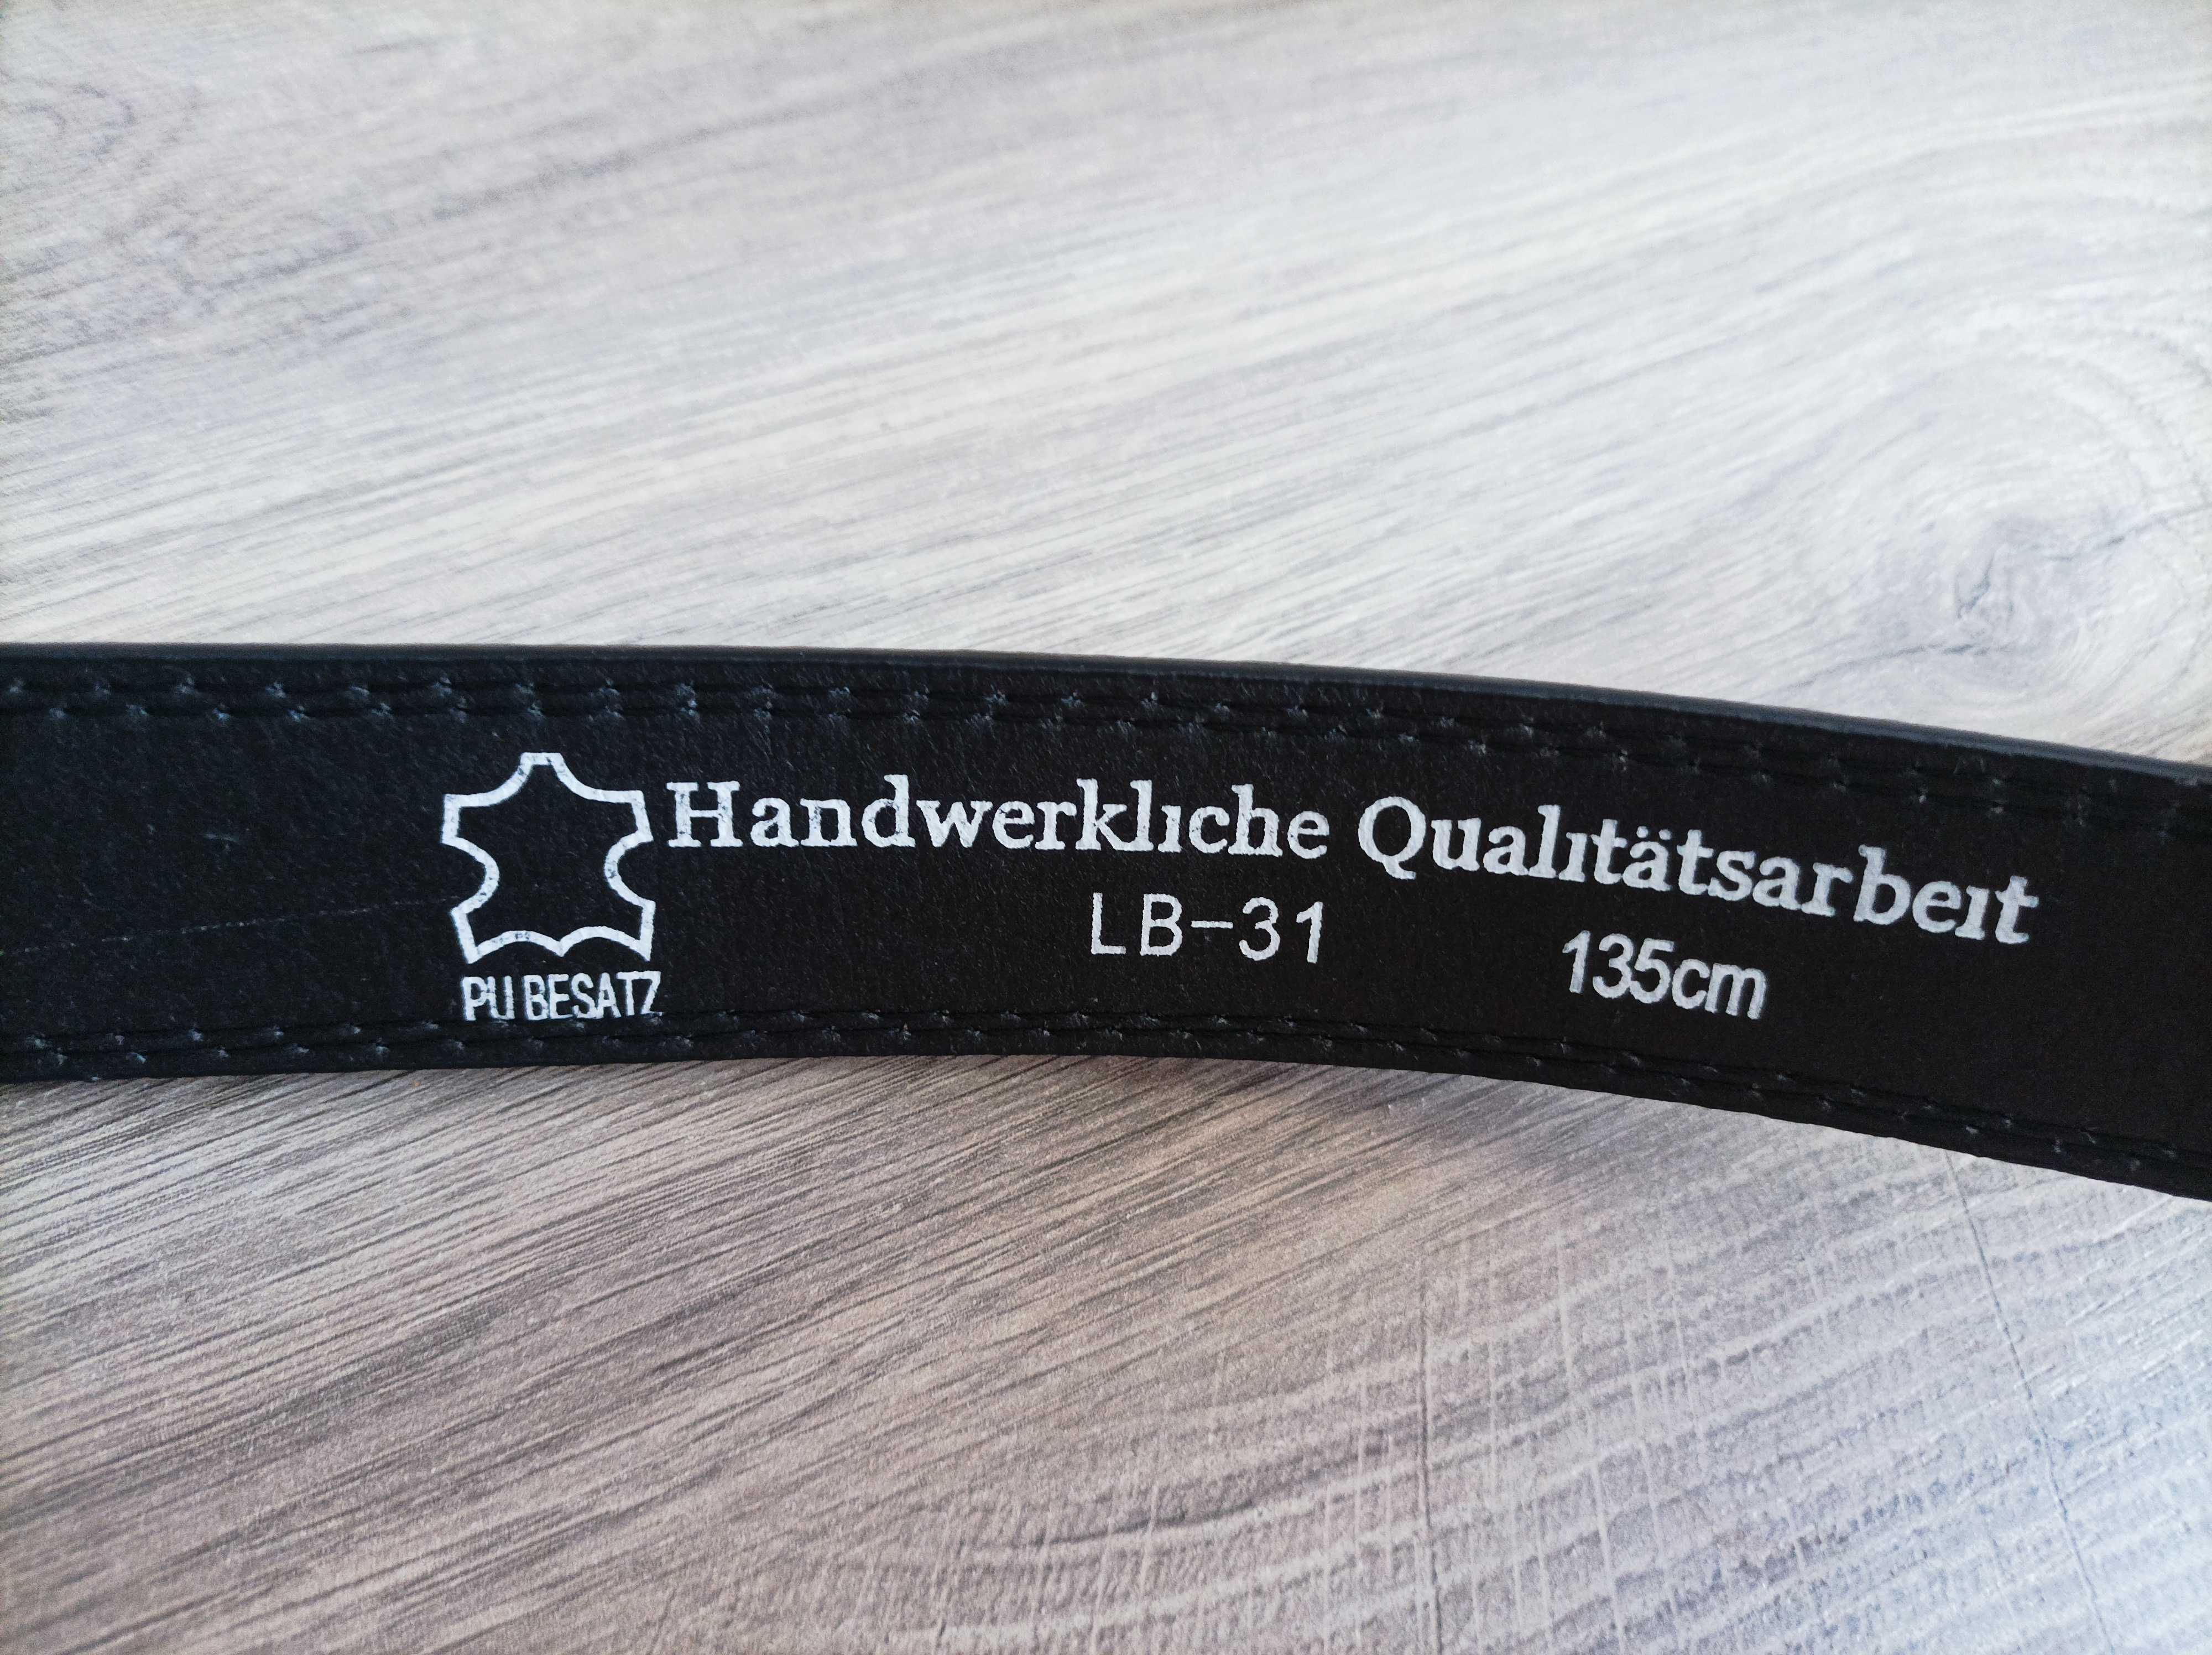 Handwerkliche Qualitätsarbeit
LB-31
135cm
PU BESATZ